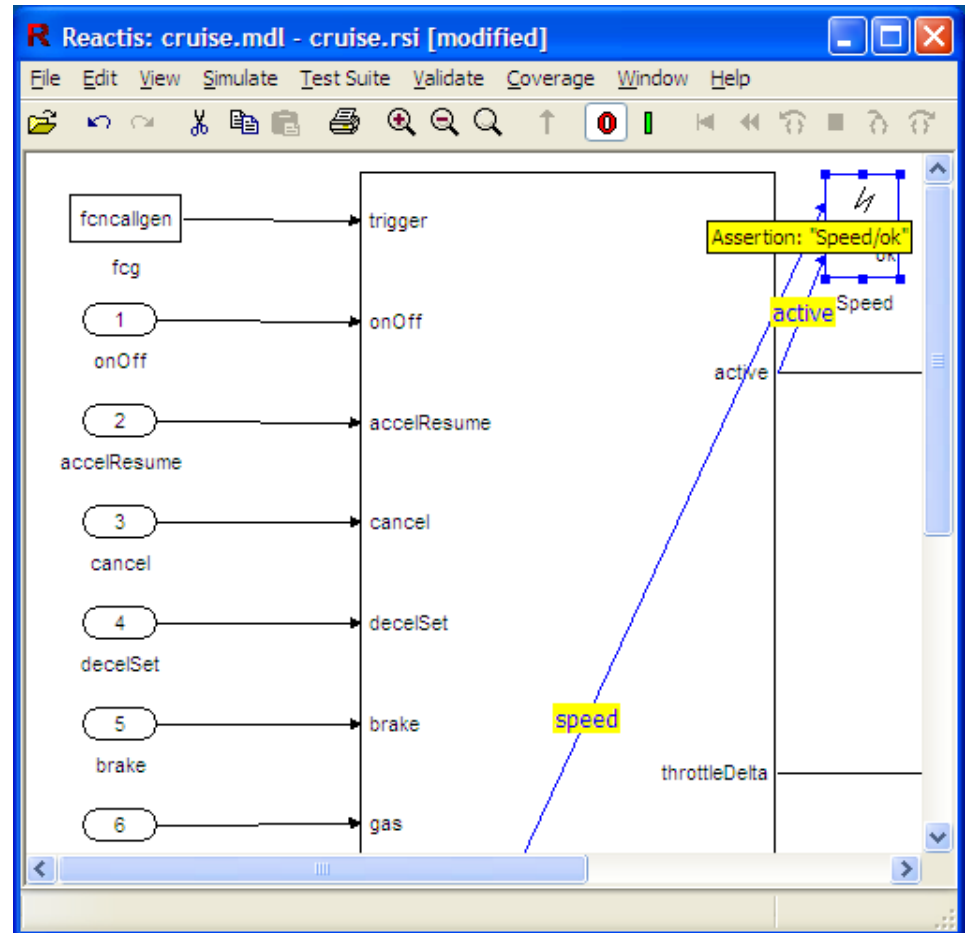 Reactis: cruise.mdl - cruise.rsi [modified]
File Edit View Simulate Test Suite Validate Coverage Window Help
fcncallgen
trigger
fcg
Assertion: "Speed/ok"
ok
Speed
active
1
onOff
onOff
active
2
accelResume
accelResume
3
cancel
cancel
4
decelSet
decelSet
5
brake
speed
brake
throttleDelta
6
gas